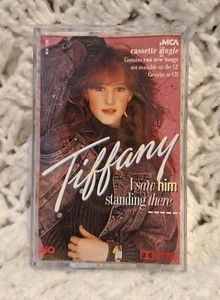 MCA
cassette single
Contains two new songs
not available on the LP
Cassette or CD
Tiffany
I saw him
standing there